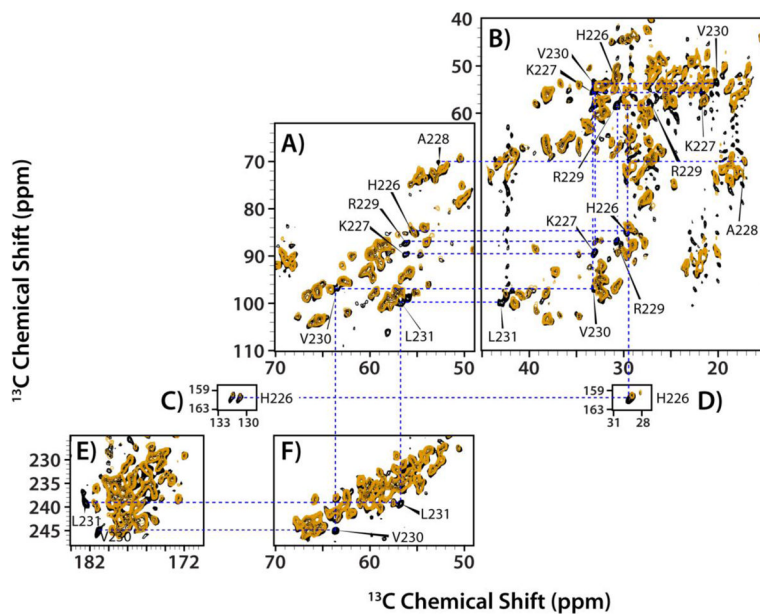 40
50
60
B)
V230
K227
H226
V230
R229
K227
R229
H226
K227
A228
R229
V230
L231
40
30
20
A)
70
80
90
100
110
A228
H226
R229
K227
V230
L231
70
60
50
¹³C Chemical Shift (ppm)
C)
159
163
133
130
H226
159
163
31
28
H226
D)
E)
230
235
240
245
L231
V230
182
172
F)
L231
V230
70
60
50
¹³C Chemical Shift (ppm)